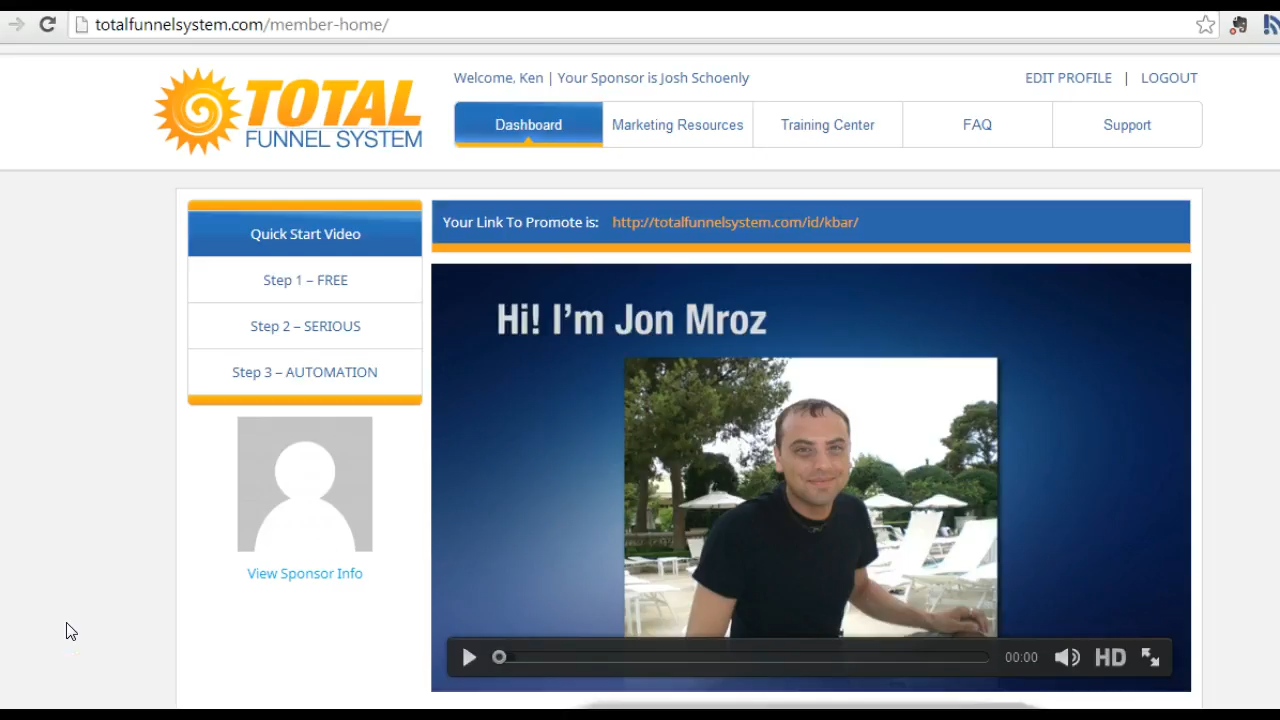 totalfunnelsystem.com/member-home/
TOTAL
FUNNEL SYSTEM
Welcome, Ken | Your Sponsor is Josh Schoenly
EDIT PROFILE | LOGOUT
Dashboard
Marketing Resources
Training Center
FAQ
Support
Quick Start Video
Step 1 – FREE
Step 2 – SERIOUS
Step 3 – AUTOMATION
View Sponsor Info
Your Link To Promote is: http://totalfunnelsystem.com/id/kbar/
Hi! I'm Jon Mroz
00:00
HD